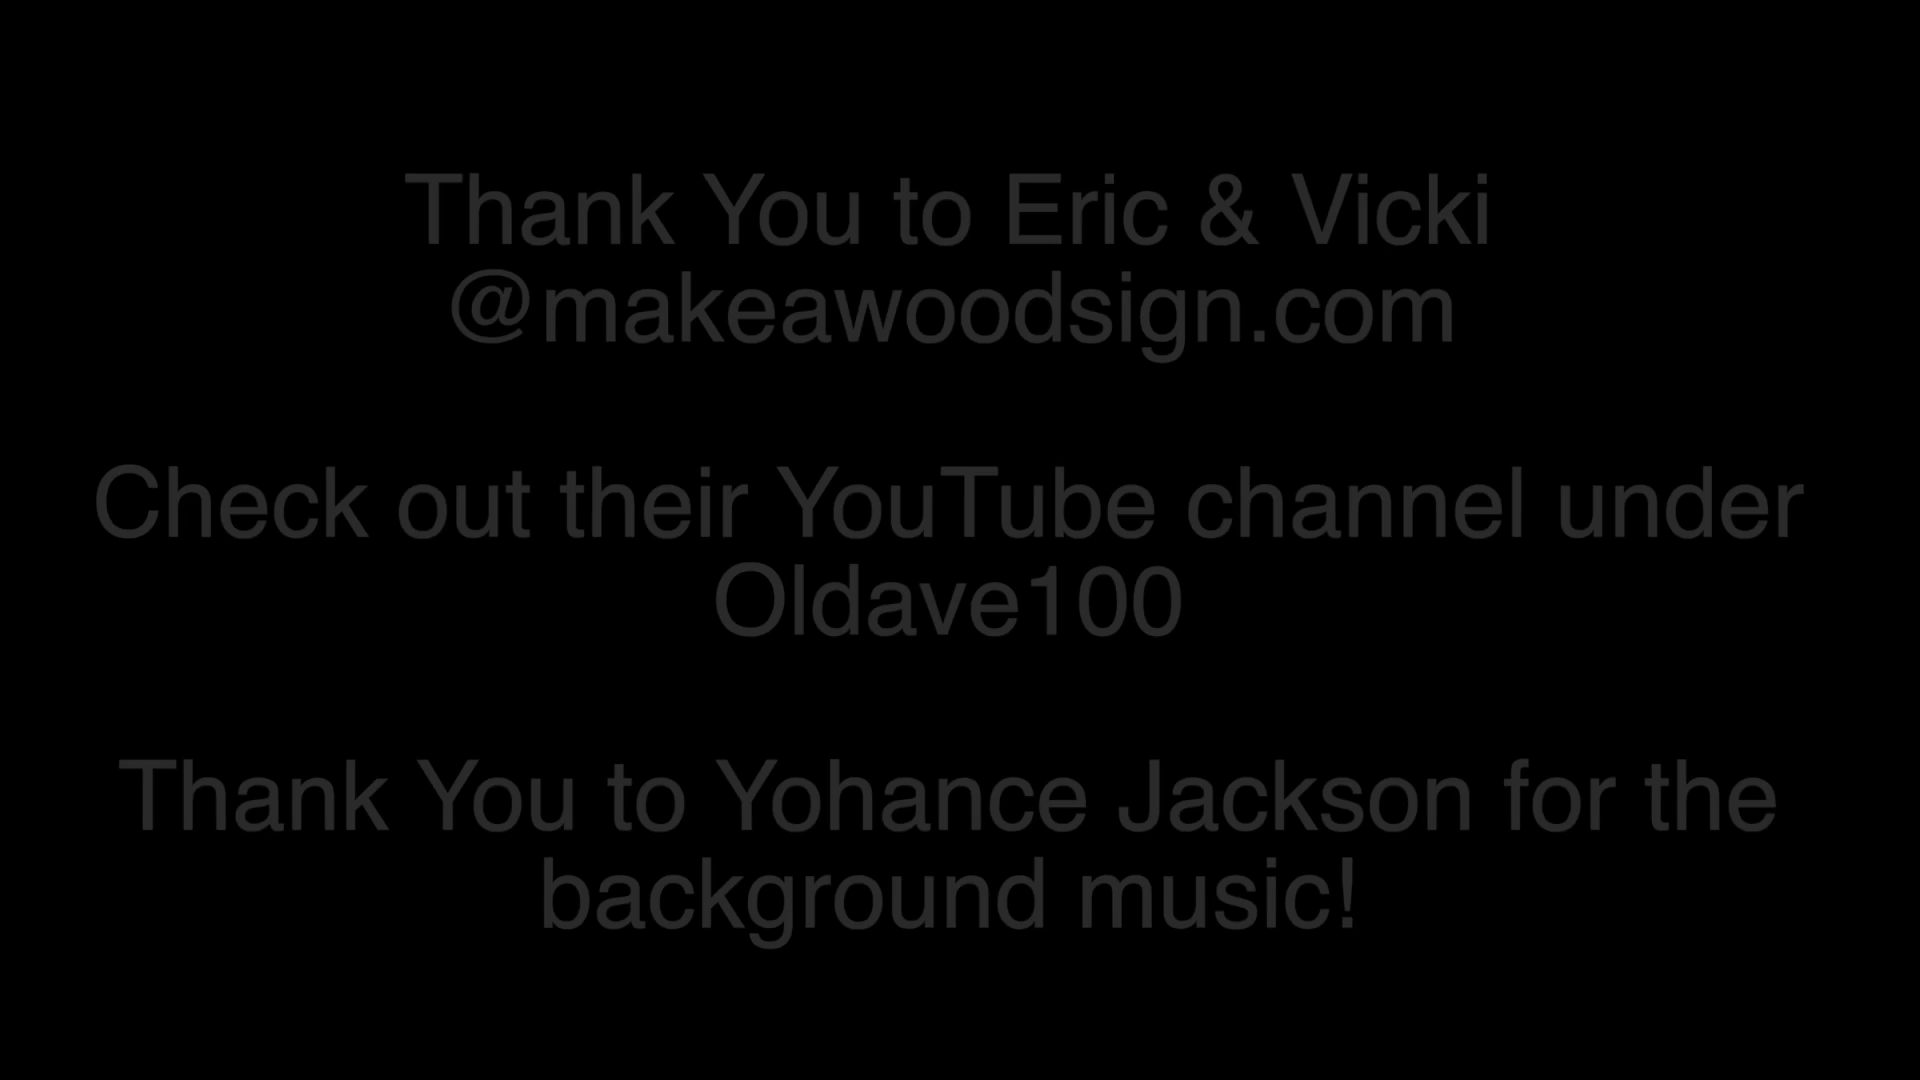 Thank You to Eric & Vicki
@makeawoodsign.com
Check out their YouTube channel under
Oldave100
Thank You to Yohance Jackson for the
background music!